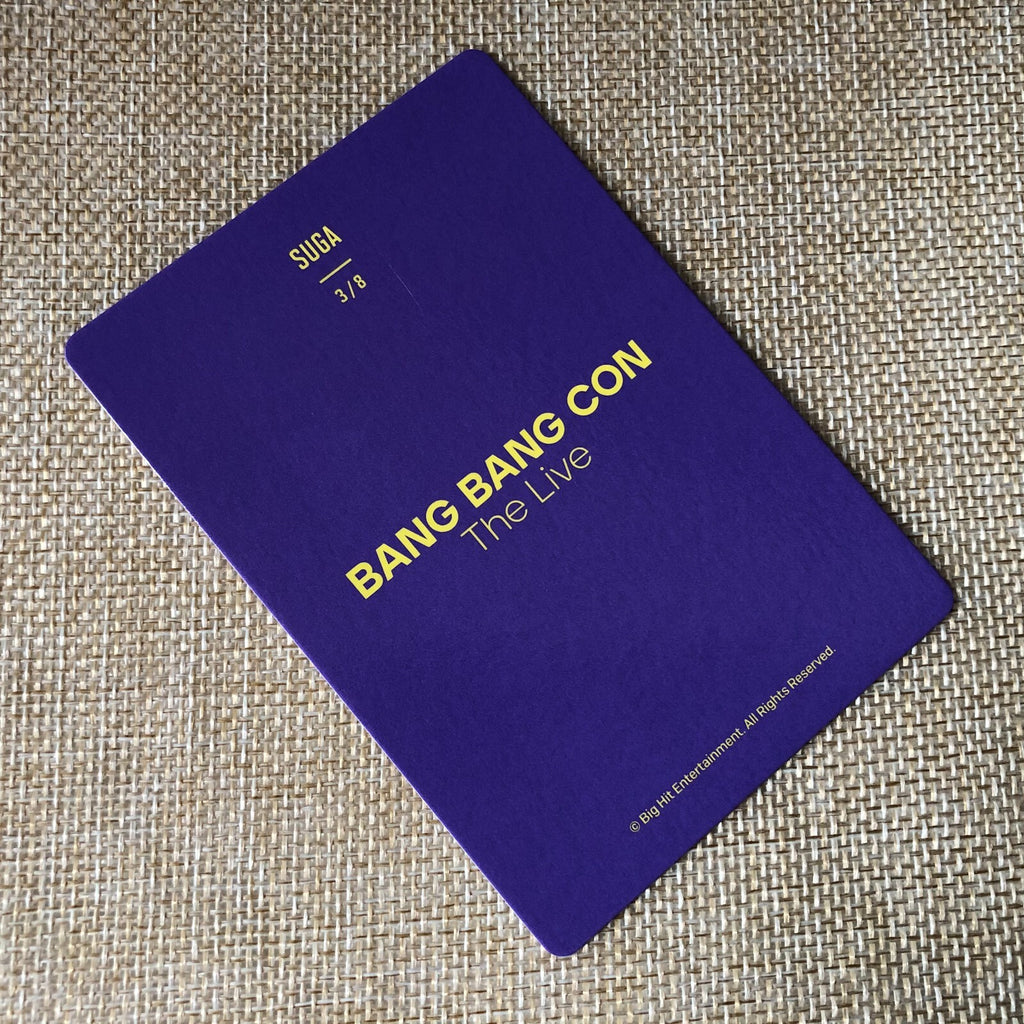 SUGA
3/8
BANG BANG CON
The Live
© Big Hit Entertainment. All Rights Reserved.